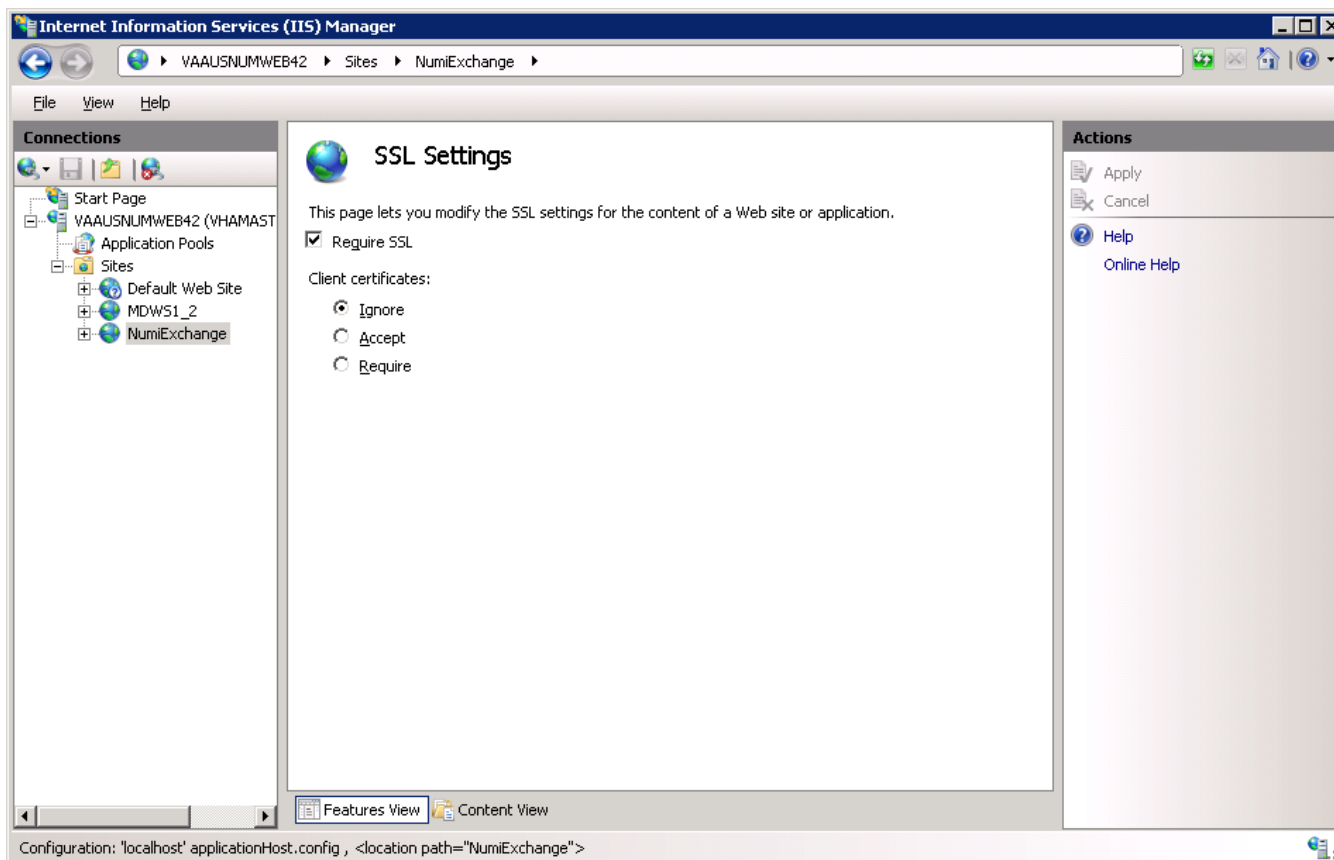 Internet Information Services (IIS) Manager
VAAUSNUMWEB42 Sites NumiExchange
File View Help
Connections
Start Page
VAAUSNUMWEB42 (VHAMAST
Application Pools
Sites
Default Web Site
MDWS1_2
NumiExchange
SSL Settings
This page lets you modify the SSL settings for the content of a Web site or application.
Require SSL
Client certificates:
Ignore
Accept
Require
Features View Content View
Actions
Apply
Cancel
Help
Online Help
Configuration: 'localhost' applicationHost.config , <location path="NumiExchange">